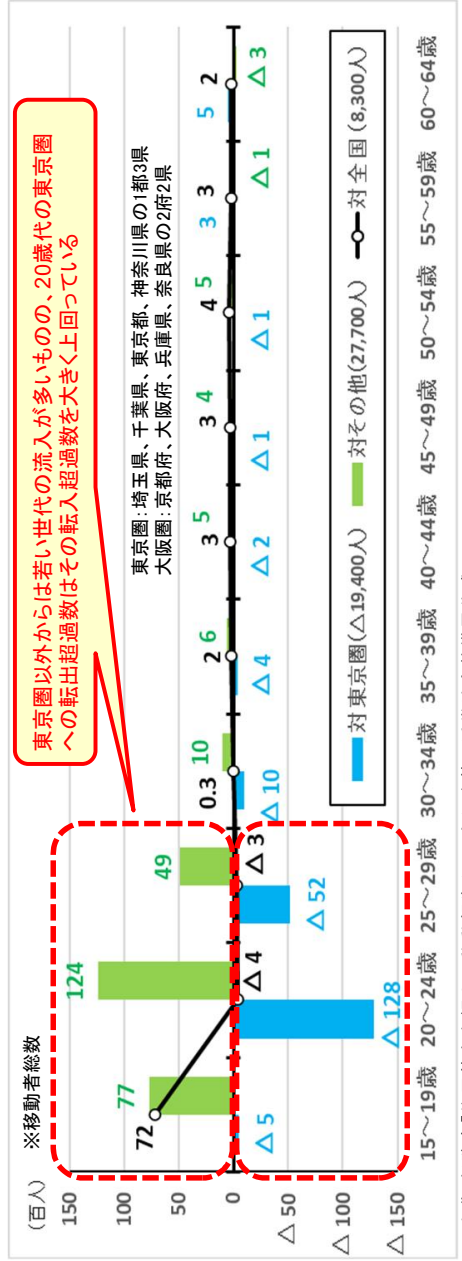 東京圏以外からは若い世代の流入が多いものの、20歳代の東京圏
への転出超過数はその転入超過数を大きく上回っている
※移動者総数
(百人)
東京圏:埼玉県、千葉県、東京都、神奈川県の1都3県
大阪圏:京都府、大阪府、兵庫県、奈良県の2府2県
150
100
50
0
△ 50
△ 100
△ 150
72 77 △5
124 △4 △128
49 △3 △52
0.3 10 △10
2 6 △4
3 5 △2
3 4 △1
4 5 △1
3 3 △1
5 2 △3
15～19歳 20～24歳 25～29歳 30～34歳 35～39歳 40～44歳 45～49歳 50～54歳 55～59歳 60～64歳
対東京圏(△19,400人) 対その他(27,700人) 対全国(8,300人)